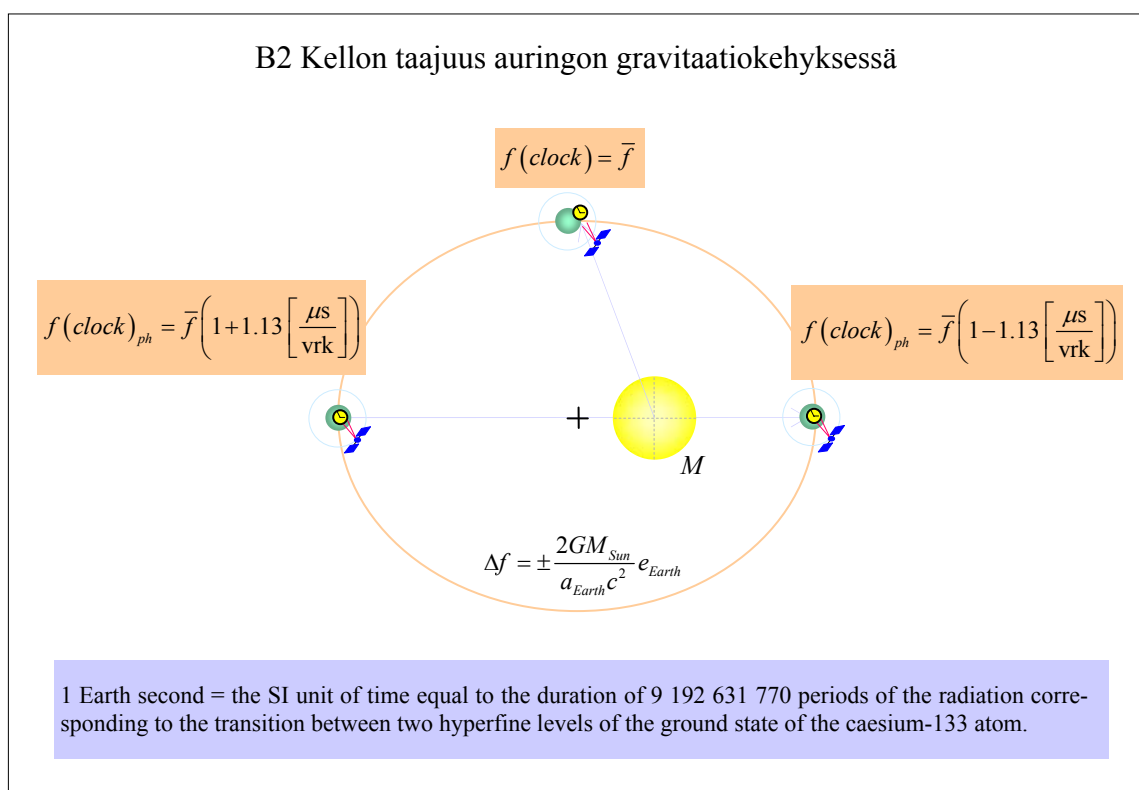 B2 Kellon taajuus auringon gravitaatiokehyksessä
f(clock) = f̅
f(clock)ₚₕ = f̅(1+1.13[μs/vrk])
f(clock)ₚₕ = f̅(1−1.13[μs/vrk])
M
Δf = ± 2GM_Sun / a_Earth c² e_Earth
1 Earth second = the SI unit of time equal to the duration of 9 192 631 770 periods of the radiation corre-
sponding to the transition between two hyperfine levels of the ground state of the caesium-133 atom.